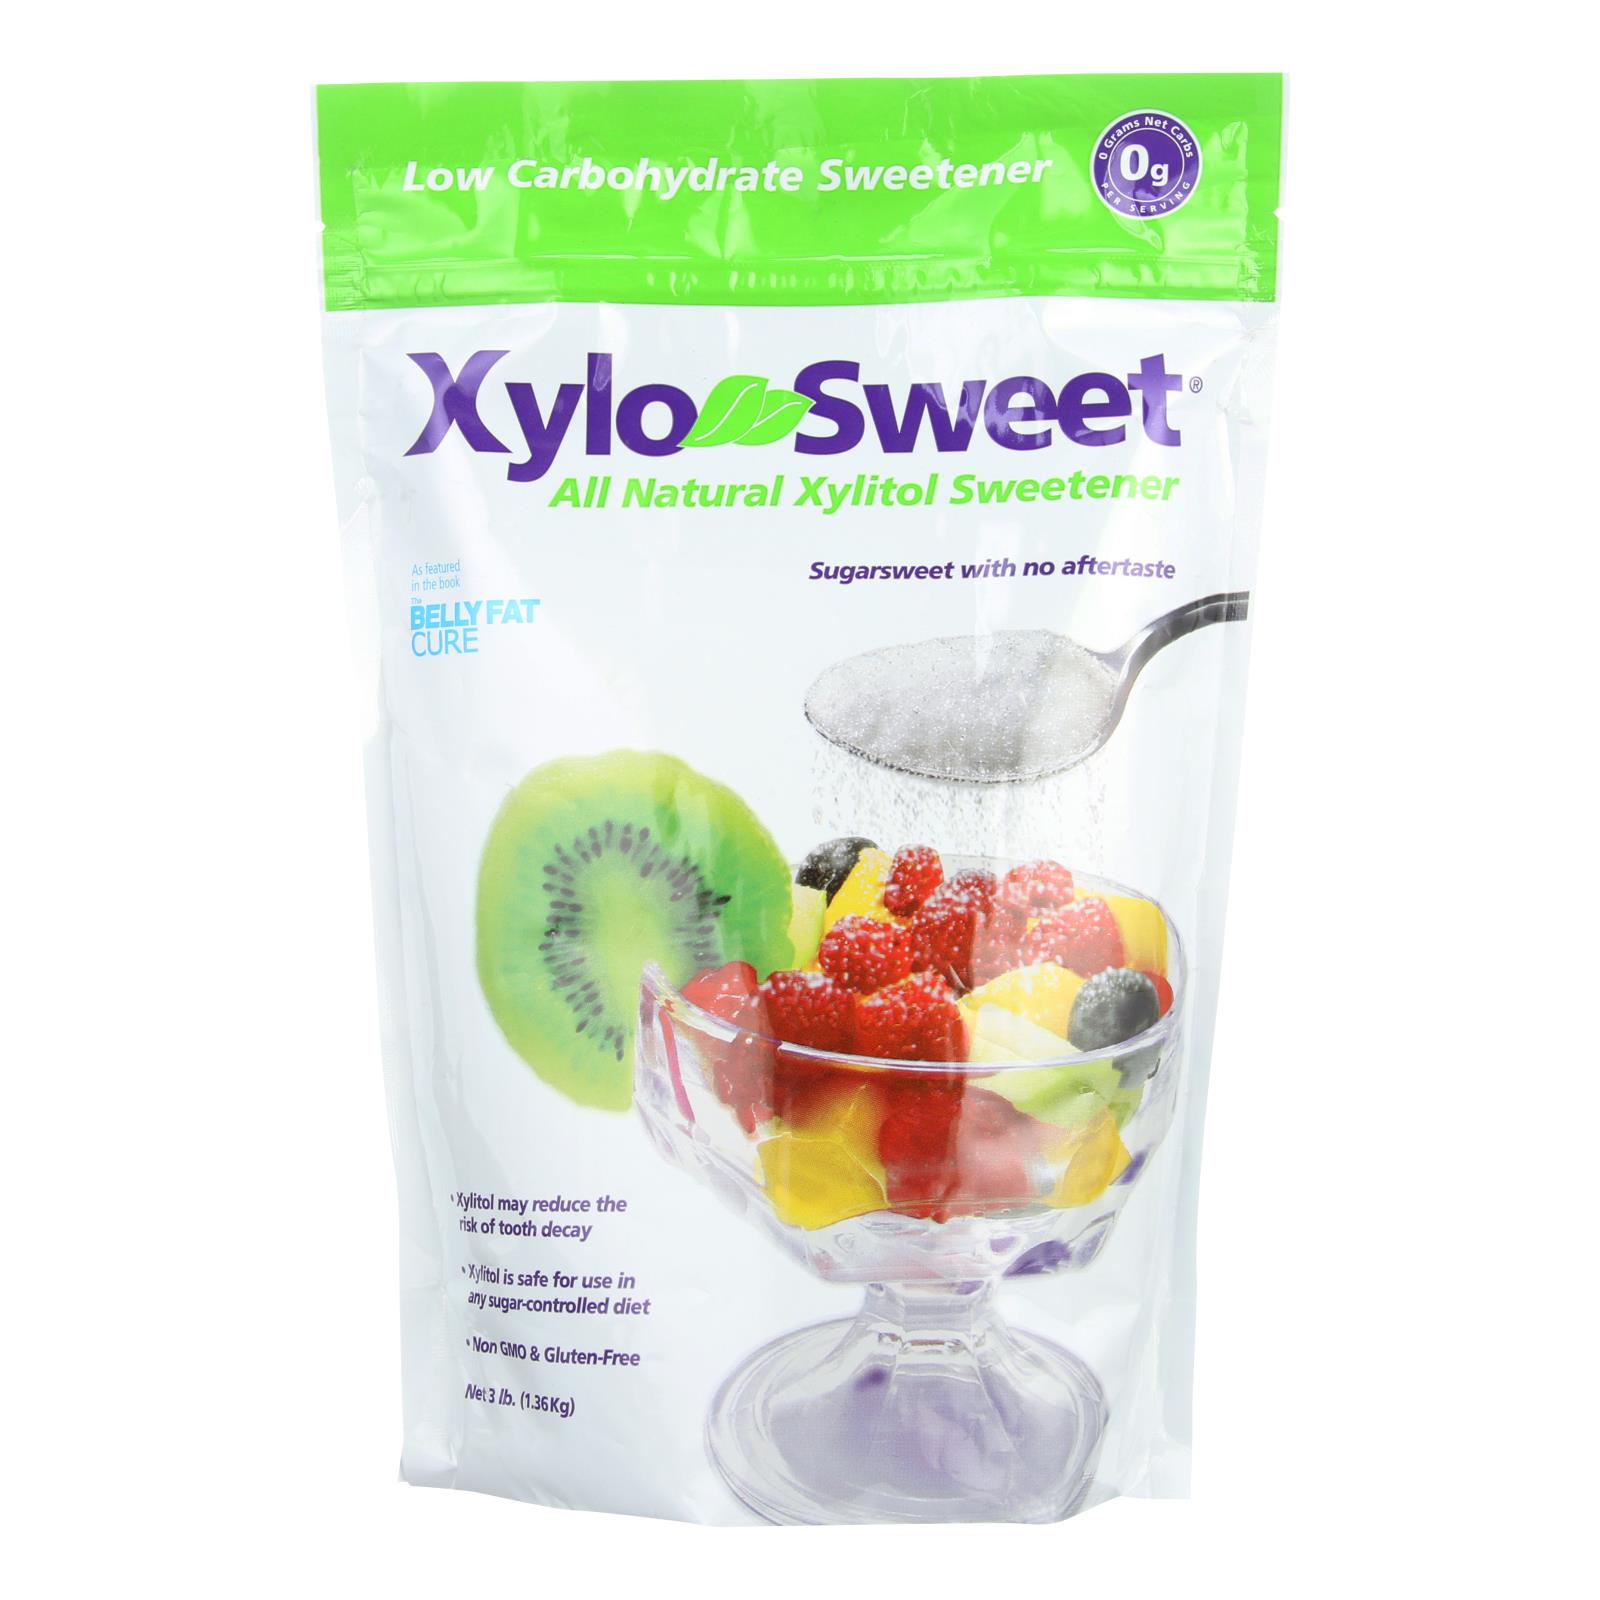 Low Carbohydrate Sweetener
0 Grams Net Carbs
0g
PER SERVING
XyloSweet®
All Natural Xylitol Sweetener
Sugarsweet with no aftertaste
As featured
in the book
The
BELLY FAT
CURE
• Xylitol may reduce the
risk of tooth decay
• Xylitol is safe for use in
any sugar-controlled diet
• Non GMO & Gluten-Free
Net 3 lb. (1.36Kg)